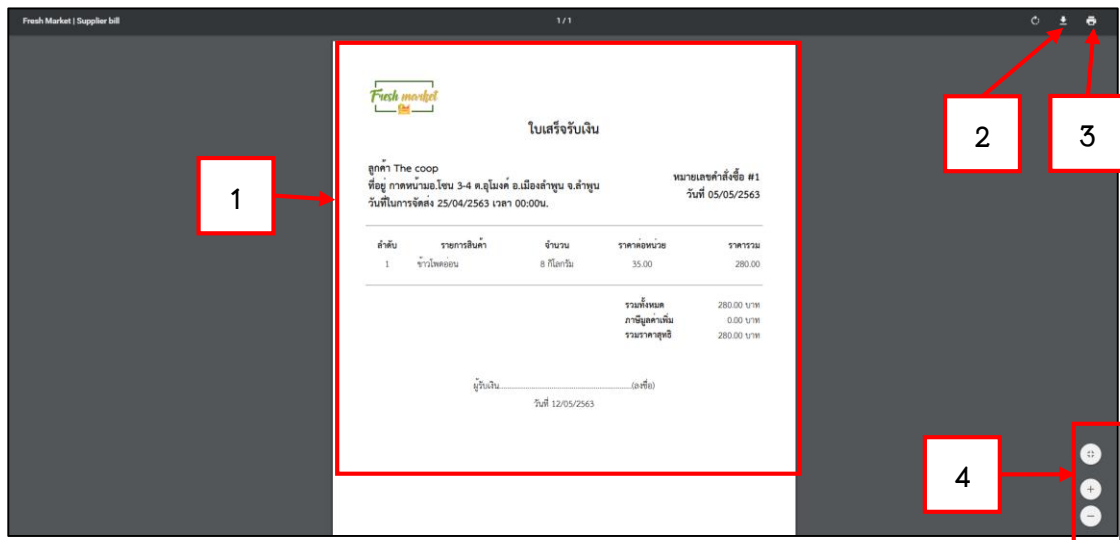 Fresh Market | Supplier bill 1 / 1
Fresh market
ใบเสร็จรับเงิน
2
3
1
ลูกค้า The coop
ที่อยู่ กาดหน้ามอ.โซน 3-4 ต.อุโมงค์ อ.เมืองลำพูน จ.ลำพูน
วันที่ในการจัดส่ง 25/04/2563 เวลา 00:00น.
หมายเลขคำสั่งซื้อ #1
วันที่ 05/05/2563
ลำดับ รายการสินค้า จำนวน ราคาต่อหน่วย ราคารวม
1 ข้าวโพดอ่อน 8 กิโลกรัม 35.00 280.00
รวมทั้งหมด 280.00 บาท
ภาษีมูลค่าเพิ่ม 0.00 บาท
รวมราคาสุทธิ 280.00 บาท
ผู้รับเงิน..............................................................(ลงชื่อ)
วันที่ 12/05/2563
4